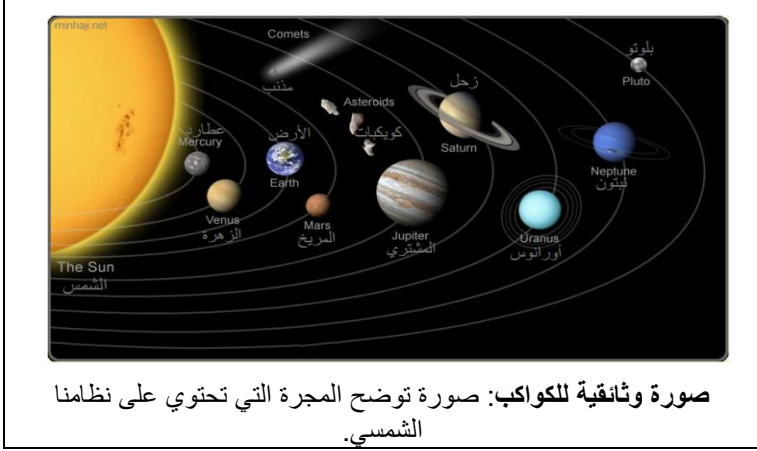 minhaji.net
Comets
مذنب
بلوتو
Pluto
زحل
Saturn
Asteroids
كويكبات
عطارد
Mercury
الأرض
Earth
Neptune
نبتون
Venus
الزهرة
Mars
المريخ
Jupiter
المشتري
Uranus
أورانوس
The Sun
الشمس
صورة وثائقية للكواكب: صورة توضح المجرة التي تحتوي على نظامنا
الشمسي.